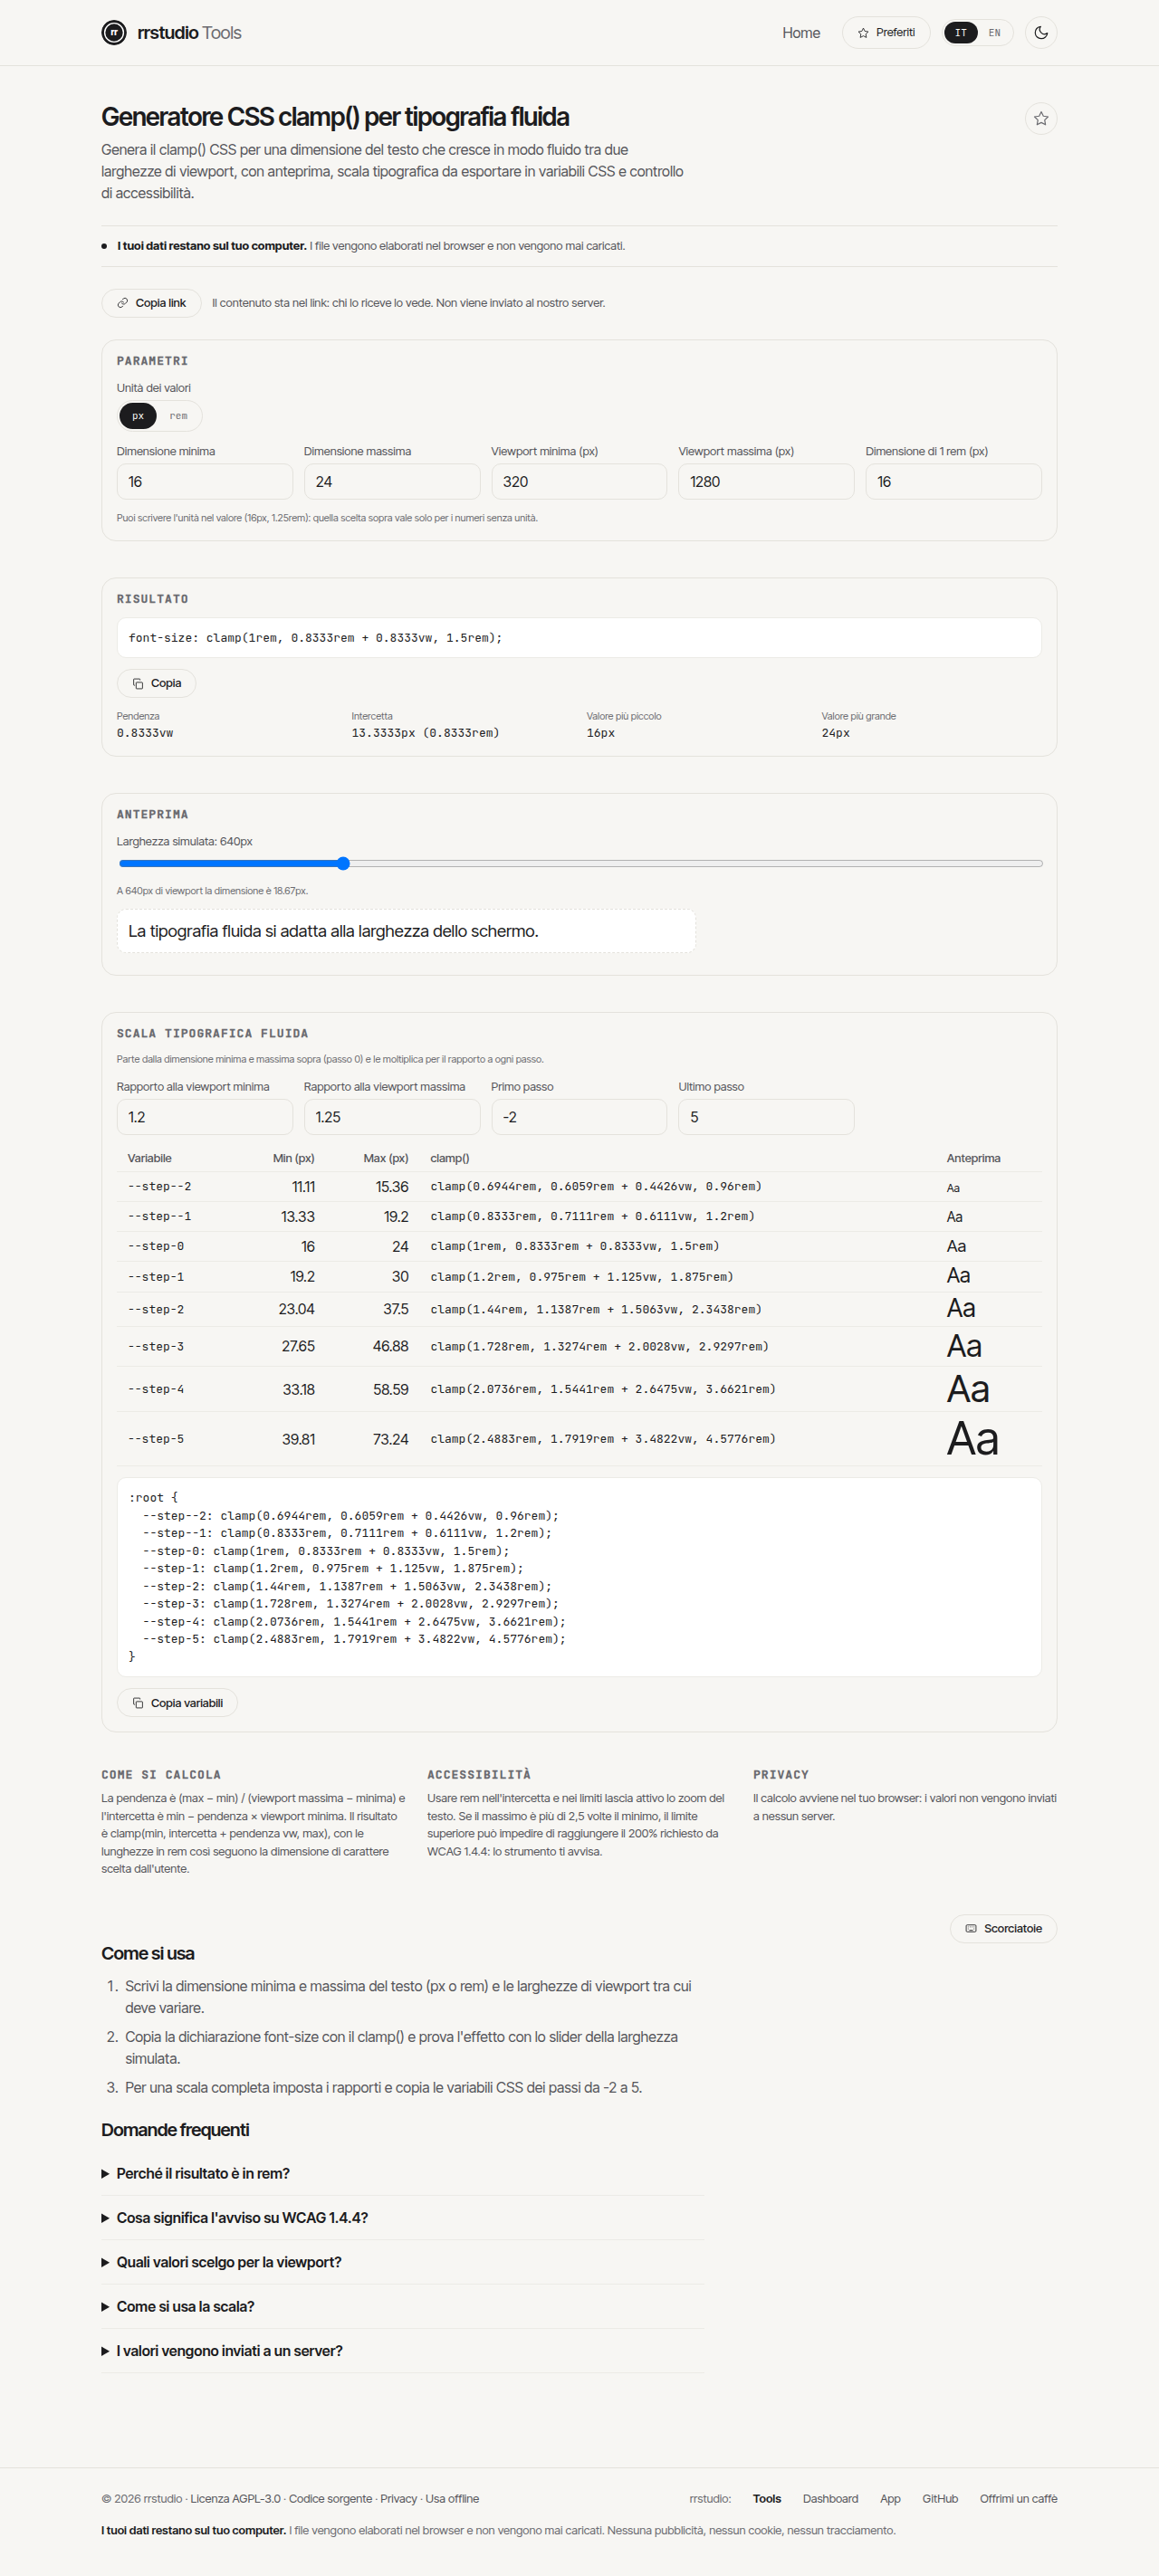 rr rrstudio Tools
Home
Preferiti
IT EN
Generatore CSS clamp() per tipografia fluida
Genera il clamp() CSS per una dimensione del testo che cresce in modo fluido tra due
larghezze di viewport, con anteprima, scala tipografica da esportare in variabili CSS e controllo
di accessibilità.
I tuoi dati restano sul tuo computer. I file vengono elaborati nel browser e non vengono mai caricati.
Copia link Il contenuto sta nel link: chi lo riceve lo vede. Non viene inviato al nostro server.
PARAMETRI
Unità dei valori
px rem
Dimensione minima Dimensione massima Viewport minima (px) Viewport massima (px) Dimensione di 1 rem (px)
16 24 320 1280 16
Puoi scrivere l'unità nel valore (16px, 1.25rem): quella scelta sopra vale solo per i numeri senza unità.
RISULTATO
font-size: clamp(1rem, 0.8333rem + 0.8333vw, 1.5rem);
Copia
Pendenza Intercetta Valore più piccolo Valore più grande
0.8333vw 13.3333px (0.8333rem) 16px 24px
ANTEPRIMA
Larghezza simulata: 640px
A 640px di viewport la dimensione è 18.67px.
La tipografia fluida si adatta alla larghezza dello schermo.
SCALA TIPOGRAFICA FLUIDA
Parte dalla dimensione minima e massima sopra (passo 0) e le moltiplica per il rapporto a ogni passo.
Rapporto alla viewport minima Rapporto alla viewport massima Primo passo Ultimo passo
1.2 1.25 -2 5
Variabile Min (px) Max (px) clamp() Anteprima
--step--2 11.11 15.36 clamp(0.6944rem, 0.6059rem + 0.4426vw, 0.96rem) Aa
--step--1 13.33 19.2 clamp(0.8333rem, 0.7111rem + 0.6111vw, 1.2rem) Aa
--step-0 16 24 clamp(1rem, 0.8333rem + 0.8333vw, 1.5rem) Aa
--step-1 19.2 30 clamp(1.2rem, 0.975rem + 1.125vw, 1.875rem) Aa
--step-2 23.04 37.5 clamp(1.44rem, 1.1387rem + 1.5063vw, 2.3438rem) Aa
--step-3 27.65 46.88 clamp(1.728rem, 1.3274rem + 2.0028vw, 2.9297rem) Aa
--step-4 33.18 58.59 clamp(2.0736rem, 1.5441rem + 2.6475vw, 3.6621rem) Aa
--step-5 39.81 73.24 clamp(2.4883rem, 1.7919rem + 3.4822vw, 4.5776rem) Aa
:root {
--step--2: clamp(0.6944rem, 0.6059rem + 0.4426vw, 0.96rem);
--step--1: clamp(0.8333rem, 0.7111rem + 0.6111vw, 1.2rem);
--step-0: clamp(1rem, 0.8333rem + 0.8333vw, 1.5rem);
--step-1: clamp(1.2rem, 0.975rem + 1.125vw, 1.875rem);
--step-2: clamp(1.44rem, 1.1387rem + 1.5063vw, 2.3438rem);
--step-3: clamp(1.728rem, 1.3274rem + 2.0028vw, 2.9297rem);
--step-4: clamp(2.0736rem, 1.5441rem + 2.6475vw, 3.6621rem);
--step-5: clamp(2.4883rem, 1.7919rem + 3.4822vw, 4.5776rem);
}
Copia variabili
COME SI CALCOLA
La pendenza è (max − min) / (viewport massima − minima) e
l'intercetta è min − pendenza × viewport minima. Il risultato
è clamp(min, intercetta + pendenza vw, max), con le
lunghezze in rem così seguono la dimensione di carattere
scelta dall'utente.
ACCESSIBILITÀ
Usare rem nell'intercetta e nei limiti lascia attivo lo zoom del
testo. Se il massimo è più di 2,5 volte il minimo, il limite
superiore può impedire di raggiungere il 200% richiesto da
WCAG 1.4.4: lo strumento ti avvisa.
PRIVACY
Il calcolo avviene nel tuo browser: i valori non vengono inviati
a nessun server.
Scorciatoie
Come si usa
1. Scrivi la dimensione minima e massima del testo (px o rem) e le larghezze di viewport tra cui
deve variare.
2. Copia la dichiarazione font-size con il clamp() e prova l'effetto con lo slider della larghezza
simulata.
3. Per una scala completa imposta i rapporti e copia le variabili CSS dei passi da -2 a 5.
Domande frequenti
Perché il risultato è in rem?
Cosa significa l'avviso su WCAG 1.4.4?
Quali valori scelgo per la viewport?
Come si usa la scala?
I valori vengono inviati a un server?
© 2026 rrstudio · Licenza AGPL-3.0 · Codice sorgente · Privacy · Usa offline
rrstudio: Tools Dashboard App GitHub Offrimi un caffè
I tuoi dati restano sul tuo computer. I file vengono elaborati nel browser e non vengono mai caricati. Nessuna pubblicità, nessun cookie, nessun tracciamento.